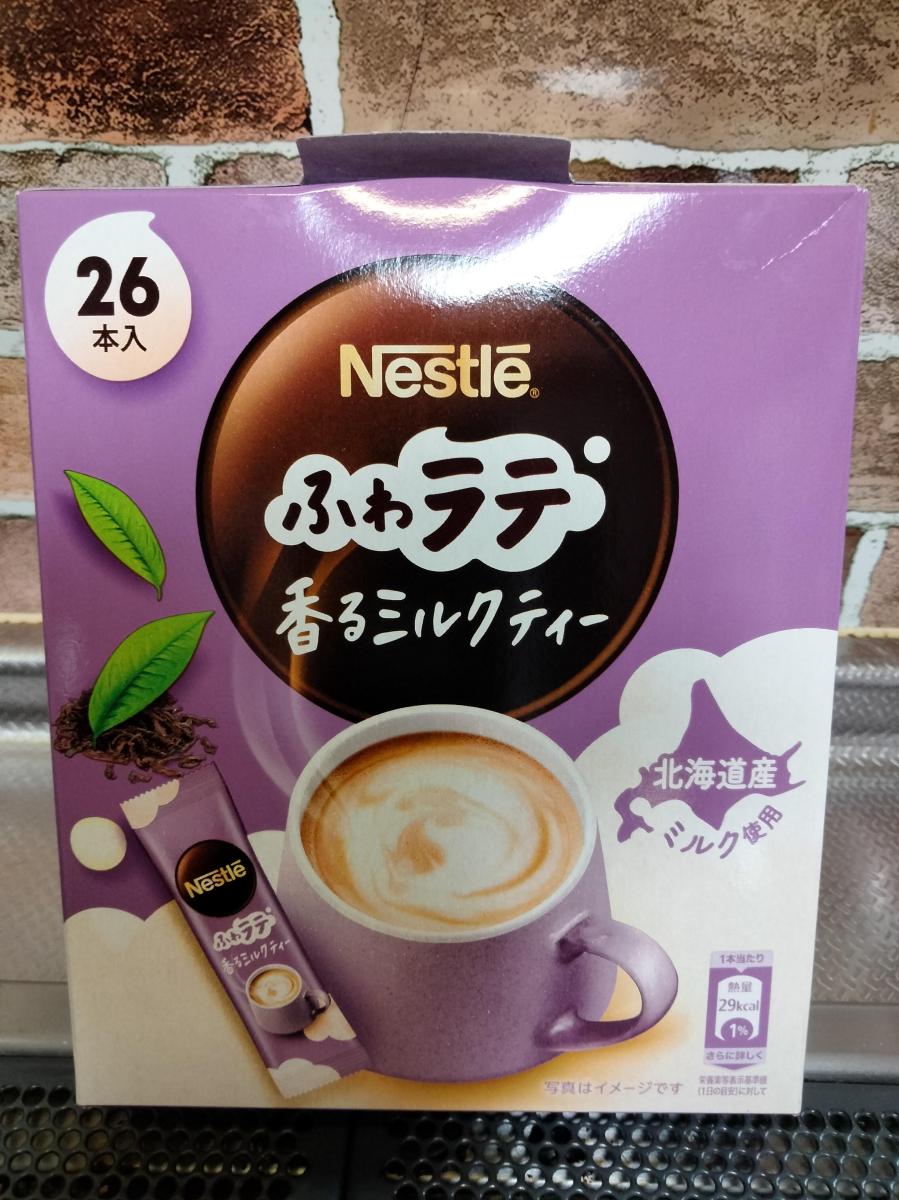 26
本入
Nestlé®
ふわラテ
香るミルクティー
北海道産
ミルク使用
Nestlé
ふわラテ
香るミルクティー
1本当たり
熱量
29kcal
1%
さらに詳しく
栄養素等表示基準値
(1日の目安)に対して
写真はイメージです